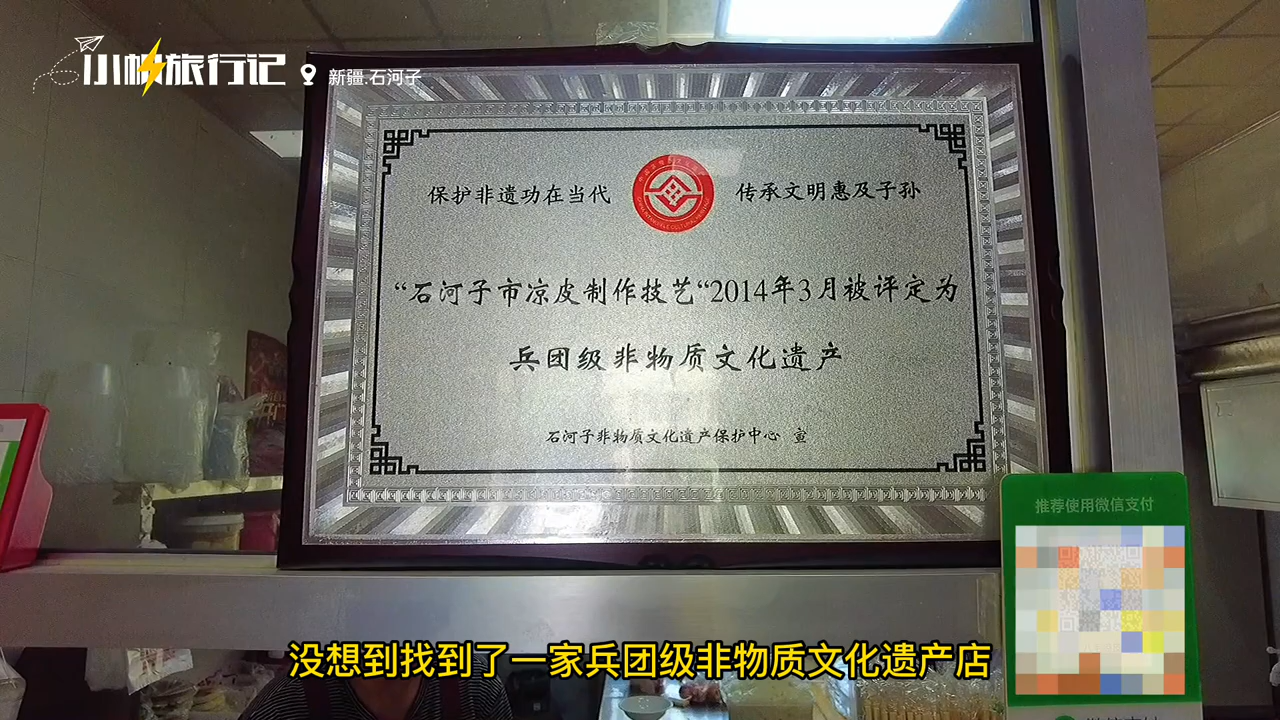 小帆旅行记
新疆.石河子
保护非遗功在当代
传承文明惠及子孙
“石河子市凉皮制作技艺“2014年3月被评定为
兵团级非物质文化遗产
石河子非物质文化遗产保护中心 宣
推荐使用微信支付
没想到找到了一家兵团级非物质文化遗产店